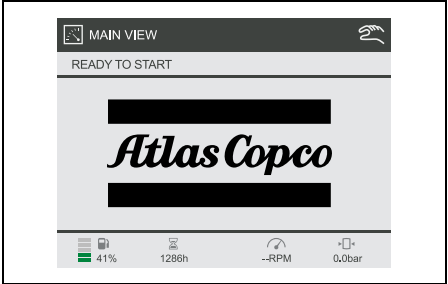 MAIN VIEW
READY TO START
Atlas Copco
41% 1286h --RPM 0.0bar